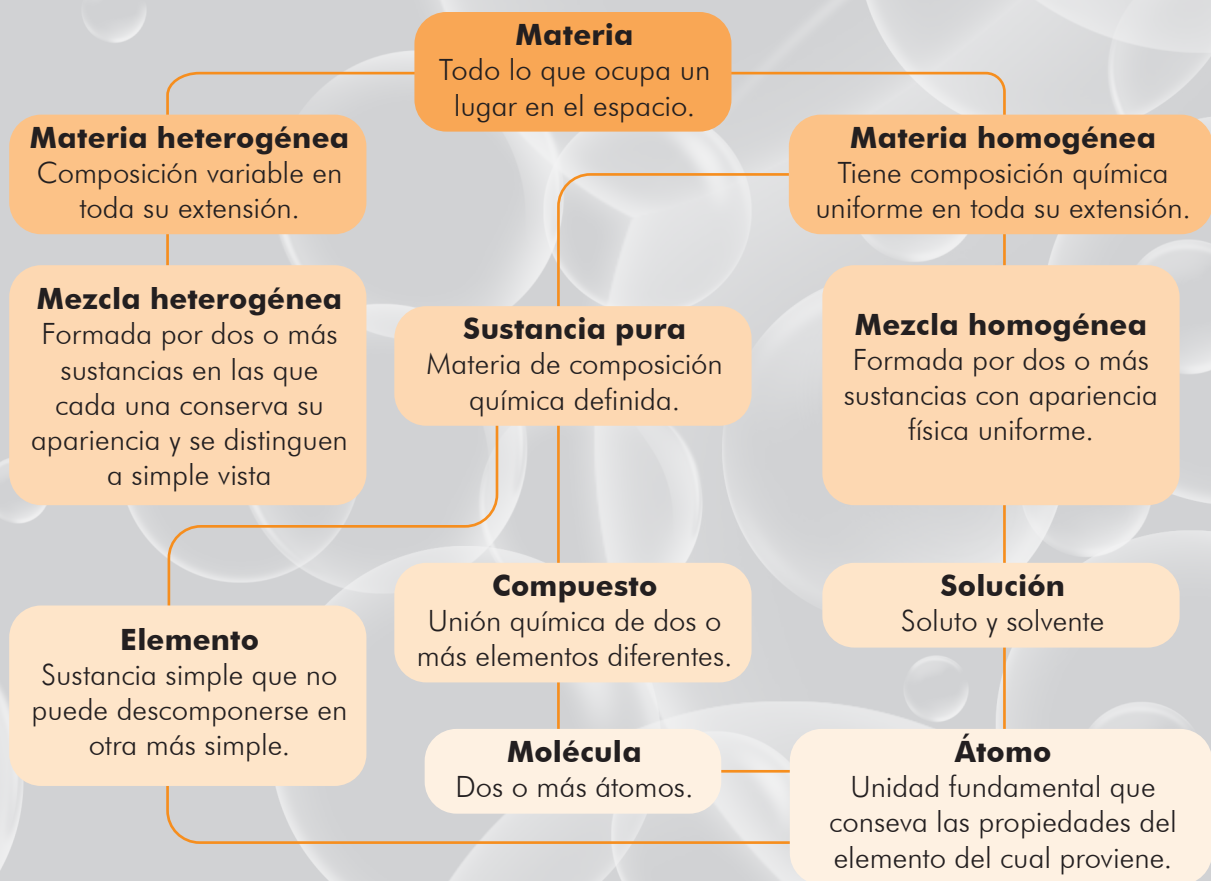 Materia
Todo lo que ocupa un
lugar en el espacio.
Materia heterogénea
Composición variable en
toda su extensión.
Materia homogénea
Tiene composición química
uniforme en toda su extensión.
Mezcla heterogénea
Formada por dos o más
sustancias en las que
cada una conserva su
apariencia y se distinguen
a simple vista
Sustancia pura
Materia de composición
química definida.
Mezcla homogénea
Formada por dos o más
sustancias con apariencia
física uniforme.
Elemento
Sustancia simple que no
puede descomponerse en
otra más simple.
Compuesto
Unión química de dos o
más elementos diferentes.
Solución
Soluto y solvente
Molécula
Dos o más átomos.
Átomo
Unidad fundamental que
conseva las propiedades del
elemento del cual proviene.